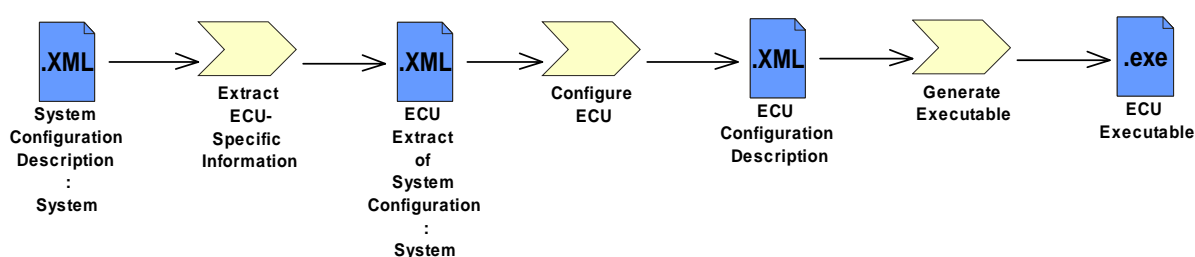 .XML
System
Configuration
Description
:
System
Extract
ECU-
Specific
Information
.XML
ECU
Extract
of
System
Configuration
:
System
Configure
ECU
.XML
ECU
Configuration
Description
Generate
Executable
.exe
ECU
Executable